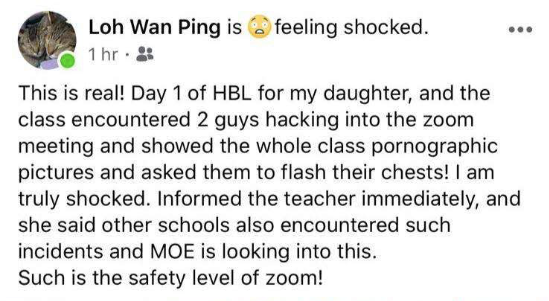 Loh Wan Ping is 😳 feeling shocked.
1 hr ·
This is real! Day 1 of HBL for my daughter, and the
class encountered 2 guys hacking into the zoom
meeting and showed the whole class pornographic
pictures and asked them to flash their chests! I am
truly shocked. Informed the teacher immediately, and
she said other schools also encountered such
incidents and MOE is looking into this.
Such is the safety level of zoom!